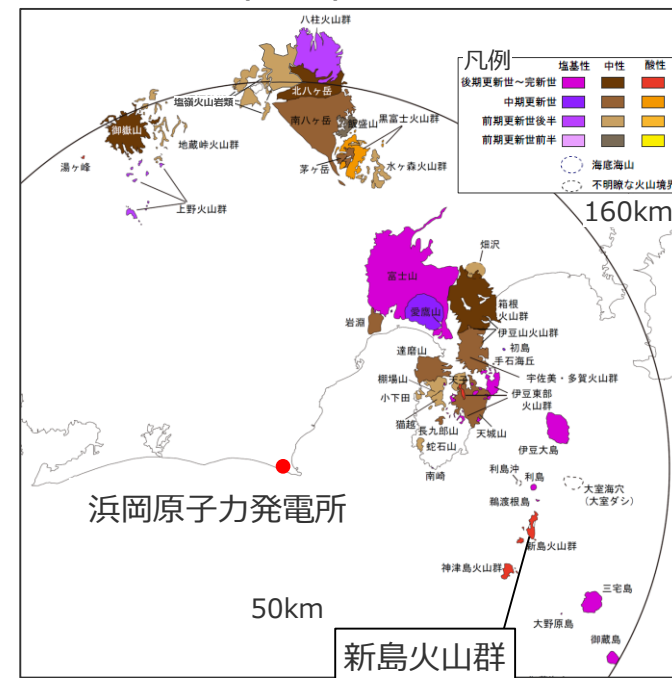 八柱火山群
凡例
塩基性
中性
酸性
後期更新世～完新世
中期更新世
前期更新世後半
前期更新世前半
海底海山
不明瞭な火山境界
160km
塩嶺火山岩類
北八ヶ岳
御嶽山
地蔵峠火山群
南八ヶ岳
飯盛山
黒富士火山群
湯ヶ峰
茅ヶ岳
水ヶ森火山群
上野火山群
畑沢
富士山
愛鷹山
箱根
火山群
岩淵
伊豆山火山群
達磨山
初島
手石海丘
棚場山
天子
宇佐美・多賀火山群
小下田
伊豆東部
火山群
猫越
長九郎山
天城山
蛇石山
伊豆大島
南崎
利島沖
利島
大室海穴
(大室ダシ)
浜岡原子力発電所
鵜渡根島
新島火山群
神津島火山群
三宅島
50km
大野原島
御蔵島
新島火山群